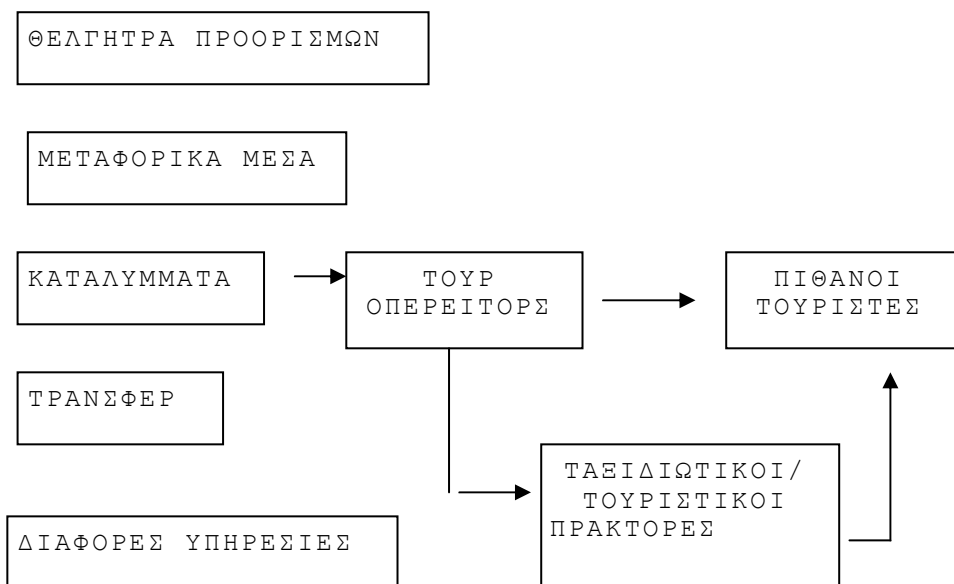 ΘΕΛΓΗΤΡΑ ΠΡΟΟΡΙΣΜΩΝ
ΜΕΤΑΦΟΡΙΚΑ ΜΕΣΑ
ΚΑΤΑΛΥΜΜΑΤΑ
ΤΟΥΡ
ΟΠΕΡΕΙΤΟΡΣ
ΠΙΘΑΝΟΙ
ΤΟΥΡΙΣΤΕΣ
ΤΡΑΝΣΦΕΡ
ΤΑΞΙΔΙΩΤΙΚΟΙ/
ΤΟΥΡΙΣΤΙΚΟΙ
ΠΡΑΚΤΟΡΕΣ
ΔΙΑΦΟΡΕΣ ΥΠΗΡΕΣΙΕΣ